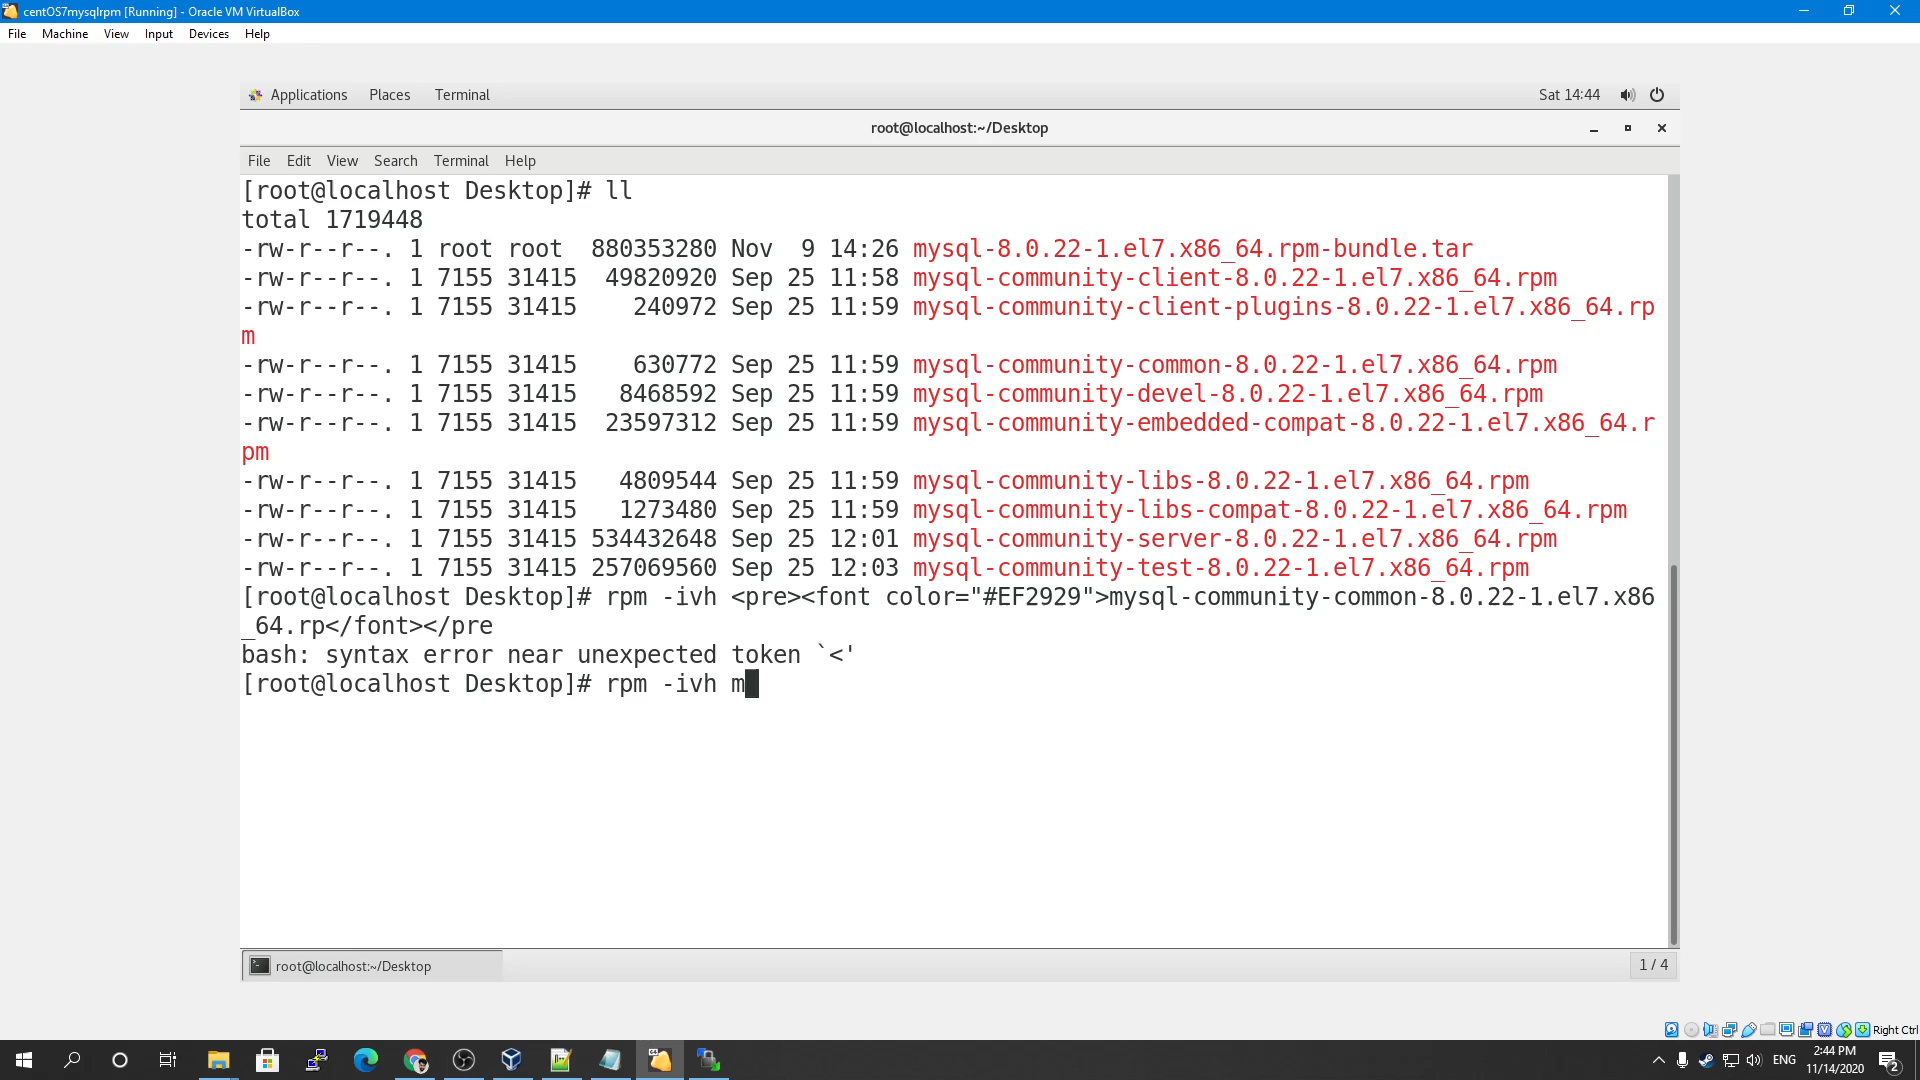 centOS7mysqlrpm [Running] - Oracle VM VirtualBox
File Machine View Input Devices Help
Applications Places Terminal Sat 14:44
root@localhost:~/Desktop
File Edit View Search Terminal Help
[root@localhost Desktop]# ll
total 1719448
-rw-r--r--. 1 root root  880353280 Nov  9 14:26 mysql-8.0.22-1.el7.x86_64.rpm-bundle.tar
-rw-r--r--. 1 7155 31415  49820920 Sep 25 11:58 mysql-community-client-8.0.22-1.el7.x86_64.rpm
-rw-r--r--. 1 7155 31415    240972 Sep 25 11:59 mysql-community-client-plugins-8.0.22-1.el7.x86_64.rp
m
-rw-r--r--. 1 7155 31415    630772 Sep 25 11:59 mysql-community-common-8.0.22-1.el7.x86_64.rpm
-rw-r--r--. 1 7155 31415   8468592 Sep 25 11:59 mysql-community-devel-8.0.22-1.el7.x86_64.rpm
-rw-r--r--. 1 7155 31415  23597312 Sep 25 11:59 mysql-community-embedded-compat-8.0.22-1.el7.x86_64.r
pm
-rw-r--r--. 1 7155 31415   4809544 Sep 25 11:59 mysql-community-libs-8.0.22-1.el7.x86_64.rpm
-rw-r--r--. 1 7155 31415   1273480 Sep 25 11:59 mysql-community-libs-compat-8.0.22-1.el7.x86_64.rpm
-rw-r--r--. 1 7155 31415 534432648 Sep 25 12:01 mysql-community-server-8.0.22-1.el7.x86_64.rpm
-rw-r--r--. 1 7155 31415 257069560 Sep 25 12:03 mysql-community-test-8.0.22-1.el7.x86_64.rpm
[root@localhost Desktop]# rpm -ivh <pre><font color="#EF2929">mysql-community-common-8.0.22-1.el7.x86
_64.rp</font></pre
bash: syntax error near unexpected token `<'
[root@localhost Desktop]# rpm -ivh m
root@localhost:~/Desktop 1 / 4
Right Ctrl
ENG 2:44 PM
11/14/2020 2